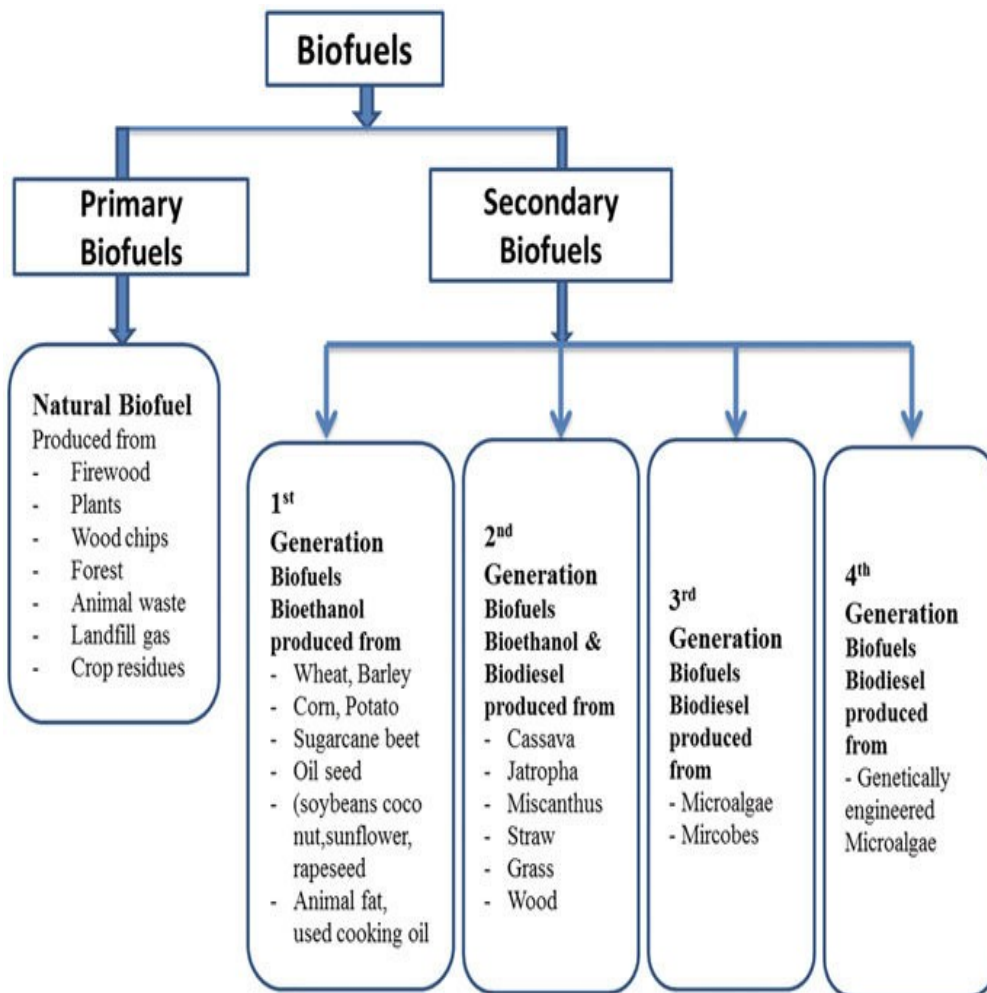 Biofuels
Primary
Biofuels
Secondary
Biofuels
Natural Biofuel
Produced from
- Firewood
- Plants
- Wood chips
- Forest
- Animal waste
- Landfill gas
- Crop residues
1st
Generation
Biofuels
Bioethanol
produced from
- Wheat, Barley
- Corn, Potato
- Sugarcane beet
- Oil seed
- (soybeans coco
nut,sunflower,
rapeseed
- Animal fat,
used cooking oil
2nd
Generation
Biofuels
Bioethanol &
Biodiesel
produced from
- Cassava
- Jatropha
- Miscanthus
- Straw
- Grass
- Wood
3rd
Generation
Biofuels
Biodiesel
produced
from
- Microalgae
- Mircobes
4th
Generation
Biofuels
Biodiesel
produced
from
- Genetically
engineered
Microalgae